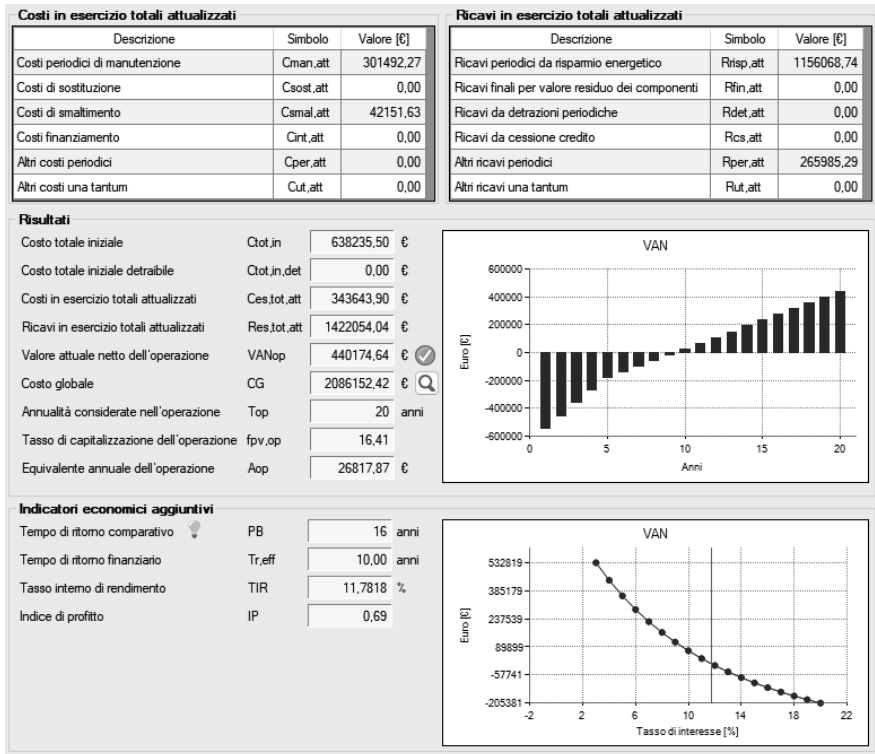 Costi in esercizio totali attualizzati
Descrizione Simbolo Valore [€]
Costi periodici di manutenzione Cman,att 301492,27
Costi di sostituzione Csost,att 0,00
Costi di smaltimento Csmal,att 42151,63
Costi finanziamento Cint,att 0,00
Altri costi periodici Cper,att 0,00
Altri costi una tantum Cut,att 0,00
Ricavi in esercizio totali attualizzati
Descrizione Simbolo Valore [€]
Ricavi periodici da risparmio energetico Rrisp,att 1156068,74
Ricavi finali per valore residuo dei componenti Rfin,att 0,00
Ricavi da detrazioni periodiche Rdet,att 0,00
Ricavi da cessione credito Rcs,att 0,00
Altri ricavi periodici Rper,att 265985,29
Altri ricavi una tantum Rut,att 0,00
Risultati
Costo totale iniziale Ctot,in 638235,50 €
Costo totale iniziale detraibile Ctot,in,det 0,00 €
Costi in esercizio totali attualizzati Ces,tot,att 343643,90 €
Ricavi in esercizio totali attualizzati Res,tot,att 1422054,04 €
Valore attuale netto dell'operazione VANop 440174,64 €
Costo globale CG 2086152,42 €
Annualità considerate nell'operazione Top 20 anni
Tasso di capitalizzazione dell'operazione fpv,op 16,41
Equivalente annuale dell'operazione Aop 26817,87 €
VAN
Euro [€]
600000
400000
200000
0
-200000
-400000
-600000
0 5 10 15 20
Anni
Indicatori economici aggiuntivi
Tempo di ritorno comparativo PB 16 anni
Tempo di ritorno finanziario Tr,eff 10,00 anni
Tasso interno di rendimento TIR 11,7818 %
Indice di profitto IP 0,69
VAN
Euro [€]
532819
385179
237539
89899
-57741
-205381
-2 2 6 10 14 18 22
Tasso di interesse [%]